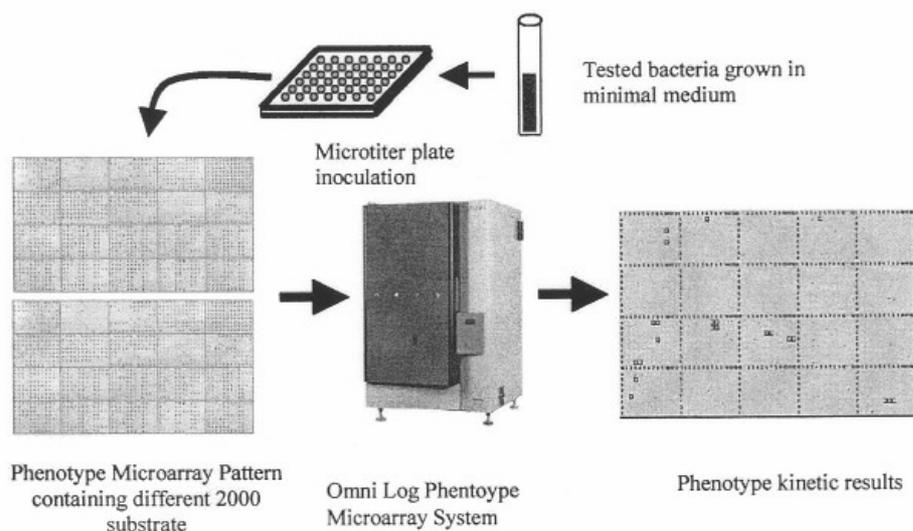 Tested bacteria grown in
minimal medium
Microtiter plate
inoculation
Phenotype Microarray Pattern
containing different 2000
substrate
Omni Log Phentoype
Microarray System
Phenotype kinetic results